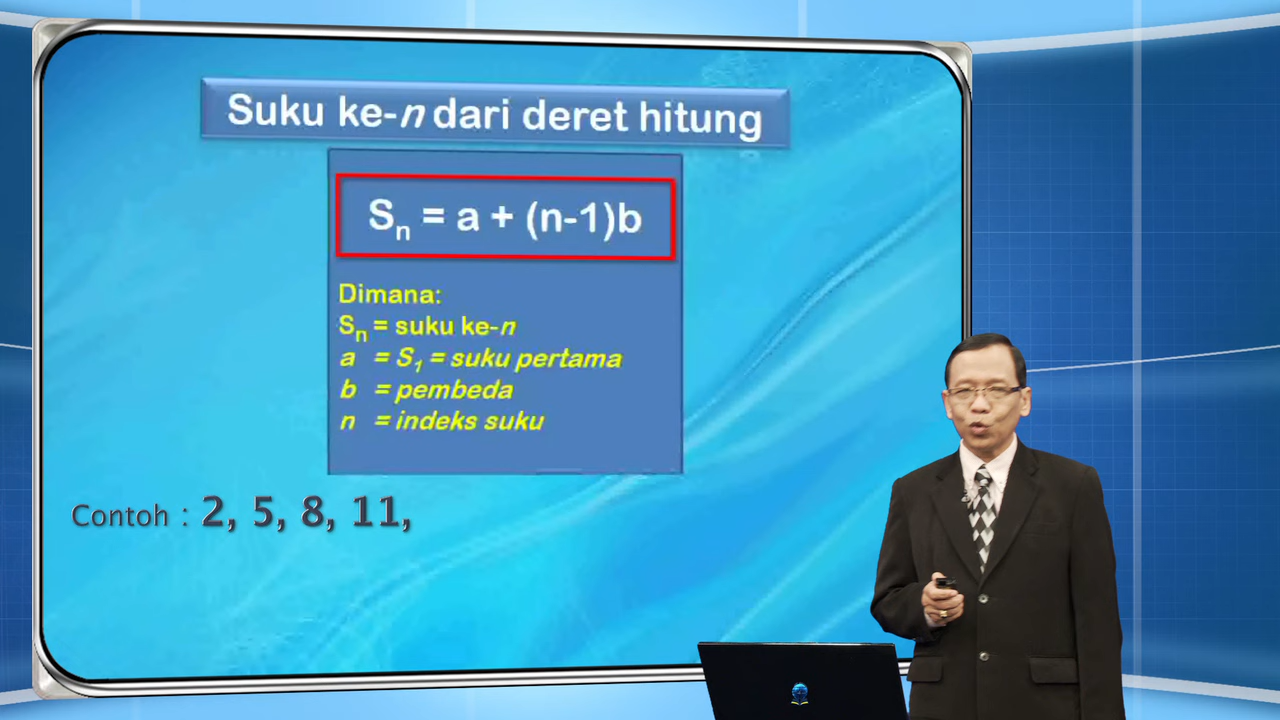 Suku ke-n dari deret hitung
Sn = a + (n-1)b
Dimana:
Sn = suku ke-n
a = S1 = suku pertama
b = pembeda
n = indeks suku
Contoh : 2, 5, 8, 11,